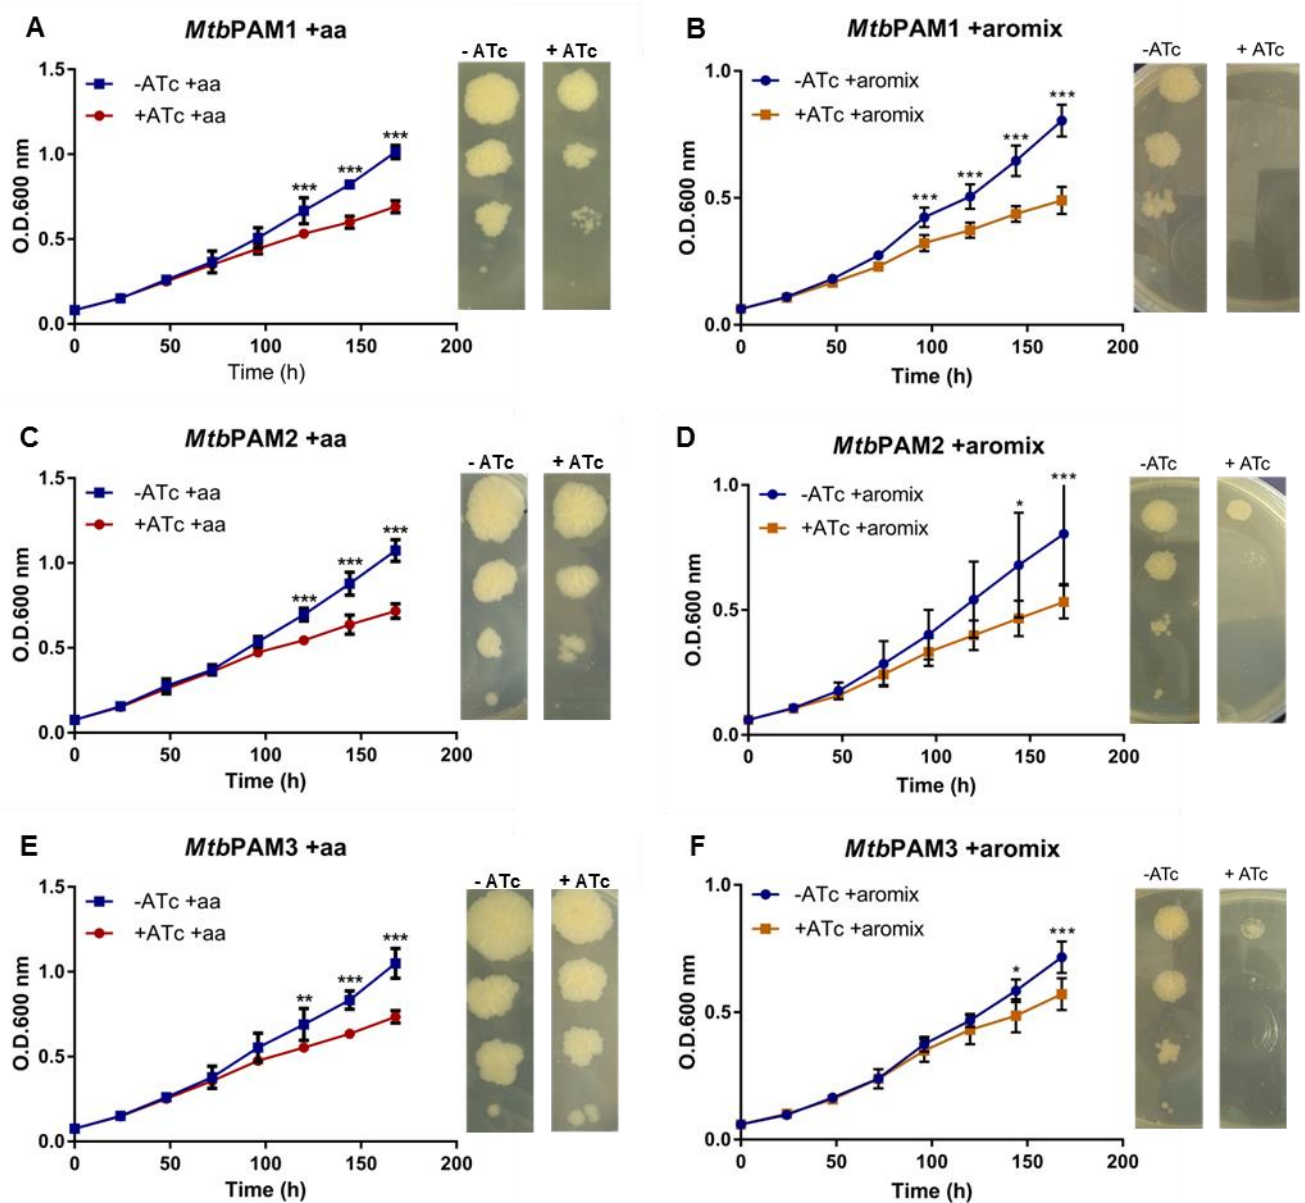 A
MtbPAM1 +aa
- ATc + ATc
-ATc +aa
+ATc +aa
***
***
***
1.5
1.0
0.5
0.0
O.D.600 nm
0 50 100 150 200
Time (h)
B
MtbPAM1 +aromix
-ATc + ATc
-ATc +aromix
+ATc +aromix
***
***
***
***
1.0
0.5
0.0
O.D.600 nm
0 50 100 150 200
Time (h)
C
MtbPAM2 +aa
- ATc + ATc
-ATc +aa
+ATc +aa
***
***
***
1.5
1.0
0.5
0.0
O.D.600 nm
0 50 100 150 200
Time (h)
D
MtbPAM2 +aromix
-ATc + ATc
-ATc +aromix
+ATc +aromix
***
*
1.0
0.5
0.0
O.D.600 nm
0 50 100 150 200
Time (h)
E
MtbPAM3 +aa
- ATc + ATc
-ATc +aa
+ATc +aa
***
***
**
1.5
1.0
0.5
0.0
O.D.600 nm
0 50 100 150 200
Time (h)
F
MtbPAM3 +aromix
-ATc + ATc
-ATc +aromix
+ATc +aromix
***
*
1.0
0.5
0.0
O.D.600 nm
0 50 100 150 200
Time (h)